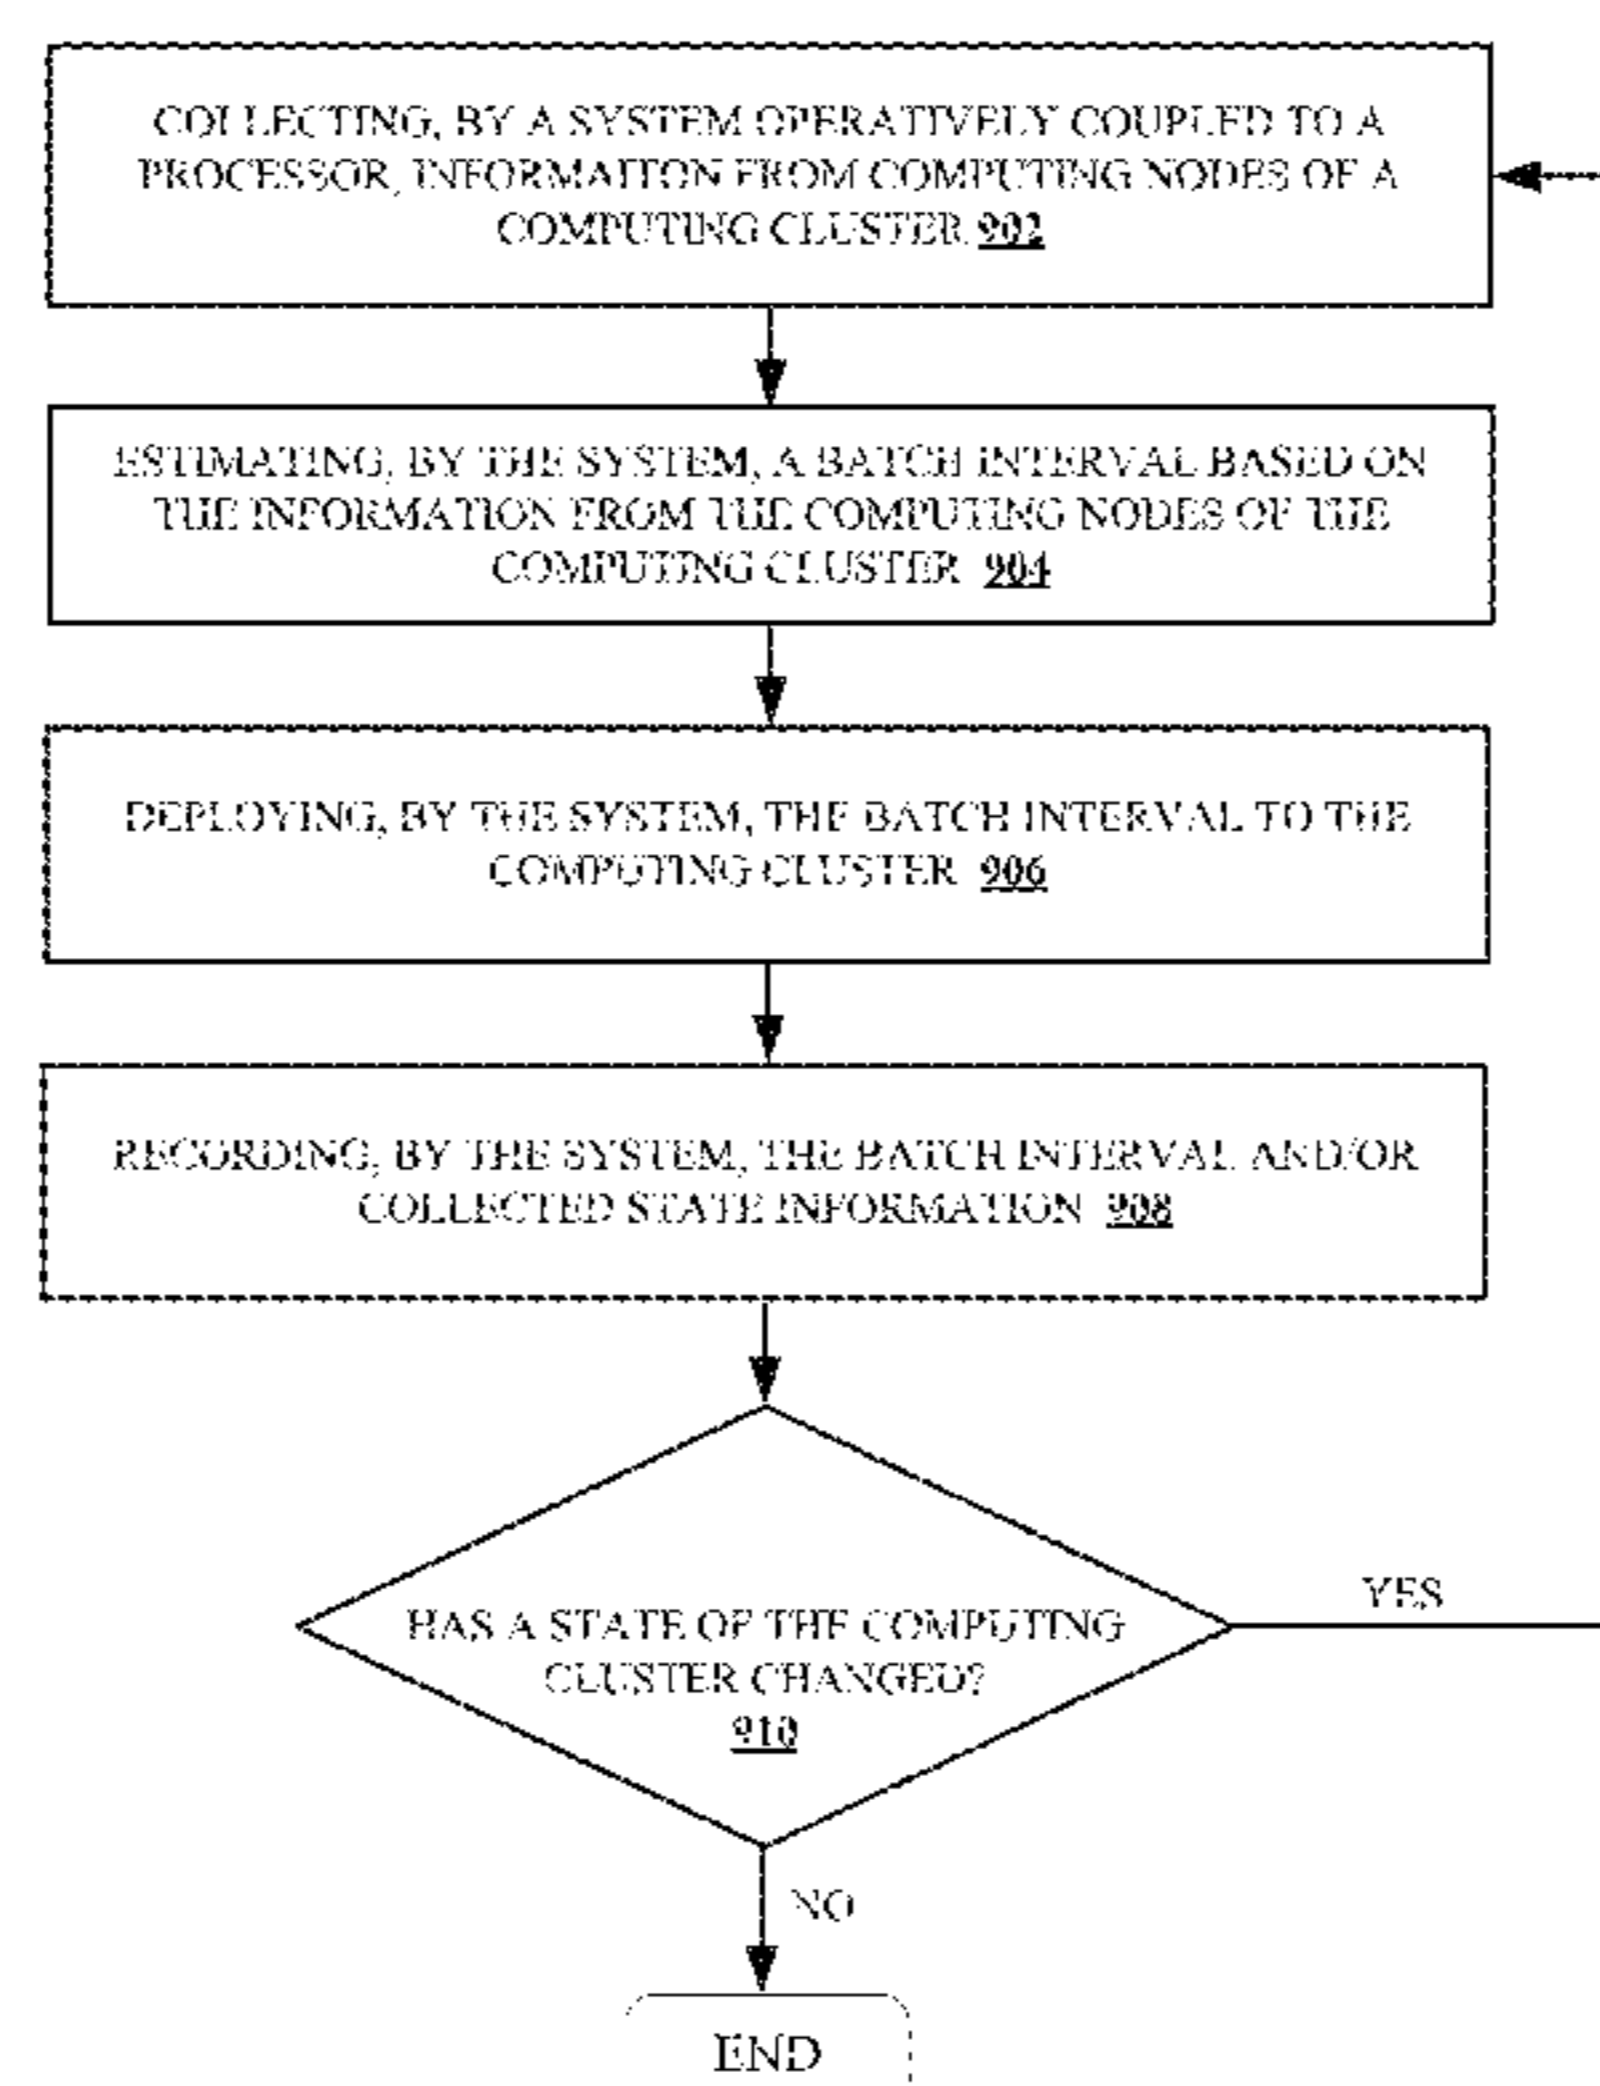 COLLECTING, BY A SYSTEM OPERATIVELY COUPLED TO A
PROCESSOR, INFORMAITON FROM COMPUTING NODES OF A
COMPUTING CLUSTER 902
ESTIMATING, BY THE SYSTEM, A BATCH INTERVAL BASED ON
THE INFORMATION FROM THE COMPUTING NODES OF THE
COMPUTING CLUSTER 904
DEPLOYING, BY THE SYSTEM, THE BATCH INTERVAL TO THE
COMPUTING CLUSTER 906
RECORDING, BY THE SYSTEM, THE BATCH INTERVAL AND/OR
COLLECTED STATE INFORMATION 908
YES
HAS A STATE OF THE COMPUTING
CLUSTER CHANGED?
910
NO
END